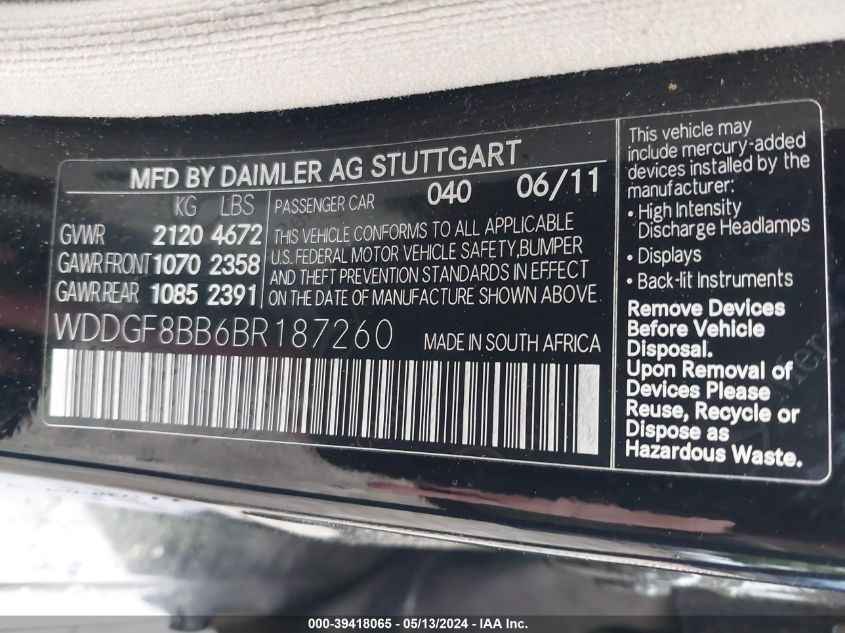 MFD BY DAIMLER AG STUTTGART
KG LBS
GVWR 2120 4672
GAWR FRONT 1070 2358
GAWR REAR 1085 2391
PASSENGER CAR 040 06/11
THIS VEHICLE CONFORMS TO ALL APPLICABLE
U.S. FEDERAL MOTOR VEHICLE SAFETY,BUMPER
AND THEFT PREVENTION STANDARDS IN EFFECT
ON THE DATE OF MANUFACTURE SHOWN ABOVE.
WDDGF8BB6BR187260 MADE IN SOUTH AFRICA
This vehicle may
include mercury-added
devices installed by the
manufacturer:
• High Intensity
Discharge Headlamps
• Displays
• Back-lit Instruments
Remove Devices
Before Vehicle
Disposal.
Upon Removal of
Devices Please
Reuse, Recycle or
Dispose as
Hazardous Waste.
000-39418065 - 05/13/2024 - IAA Inc.